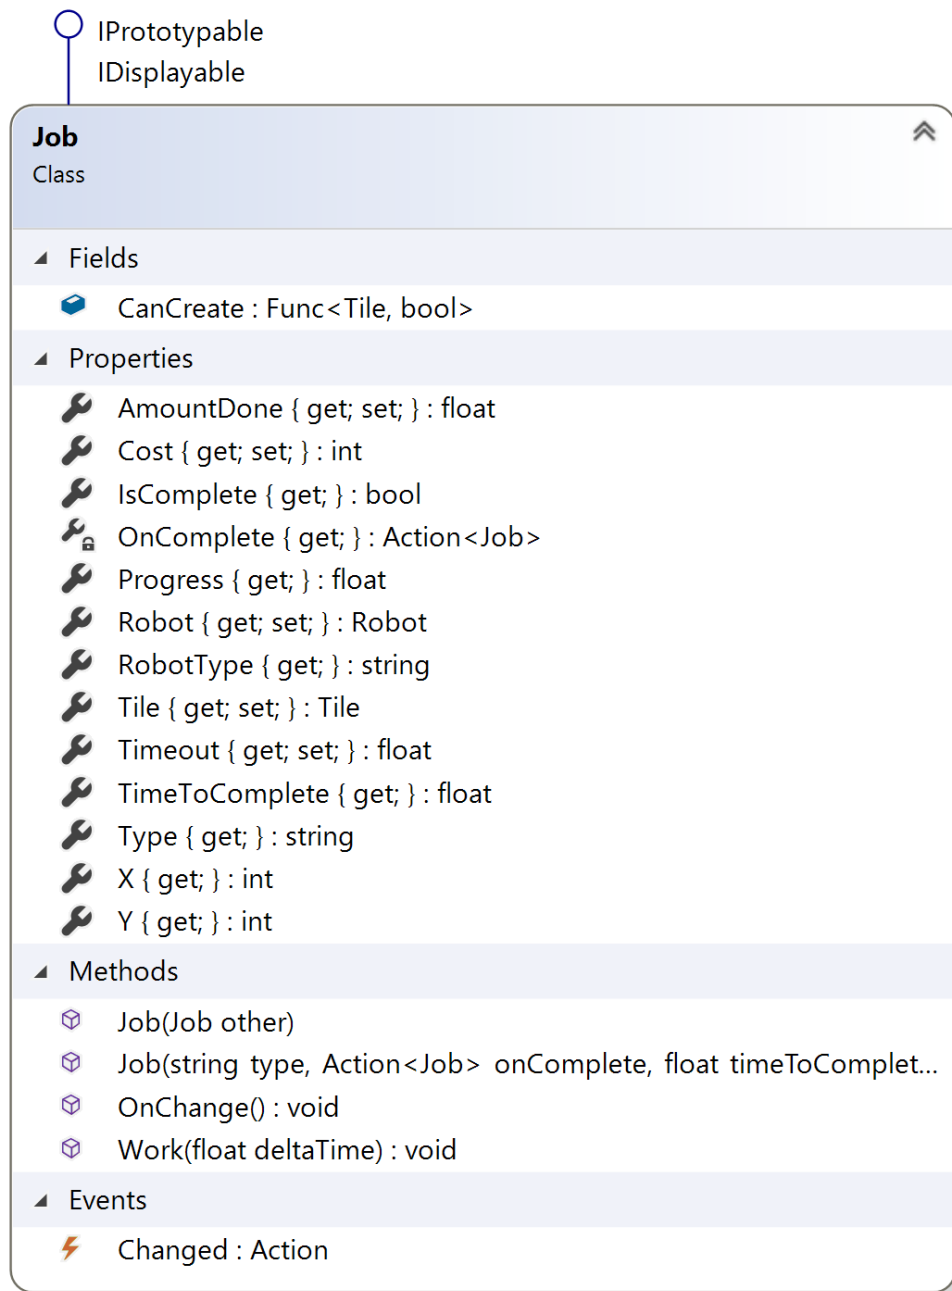 IPrototypable
IDisplayable
Job
Class
Fields
CanCreate : Func<Tile, bool>
Properties
AmountDone { get; set; } : float
Cost { get; set; } : int
IsComplete { get; } : bool
OnComplete { get; } : Action<Job>
Progress { get; } : float
Robot { get; set; } : Robot
RobotType { get; } : string
Tile { get; set; } : Tile
Timeout { get; set; } : float
TimeToComplete { get; } : float
Type { get; } : string
X { get; } : int
Y { get; } : int
Methods
Job(Job other)
Job(string type, Action<Job> onComplete, float timeToComplet...
OnChange() : void
Work(float deltaTime) : void
Events
Changed : Action